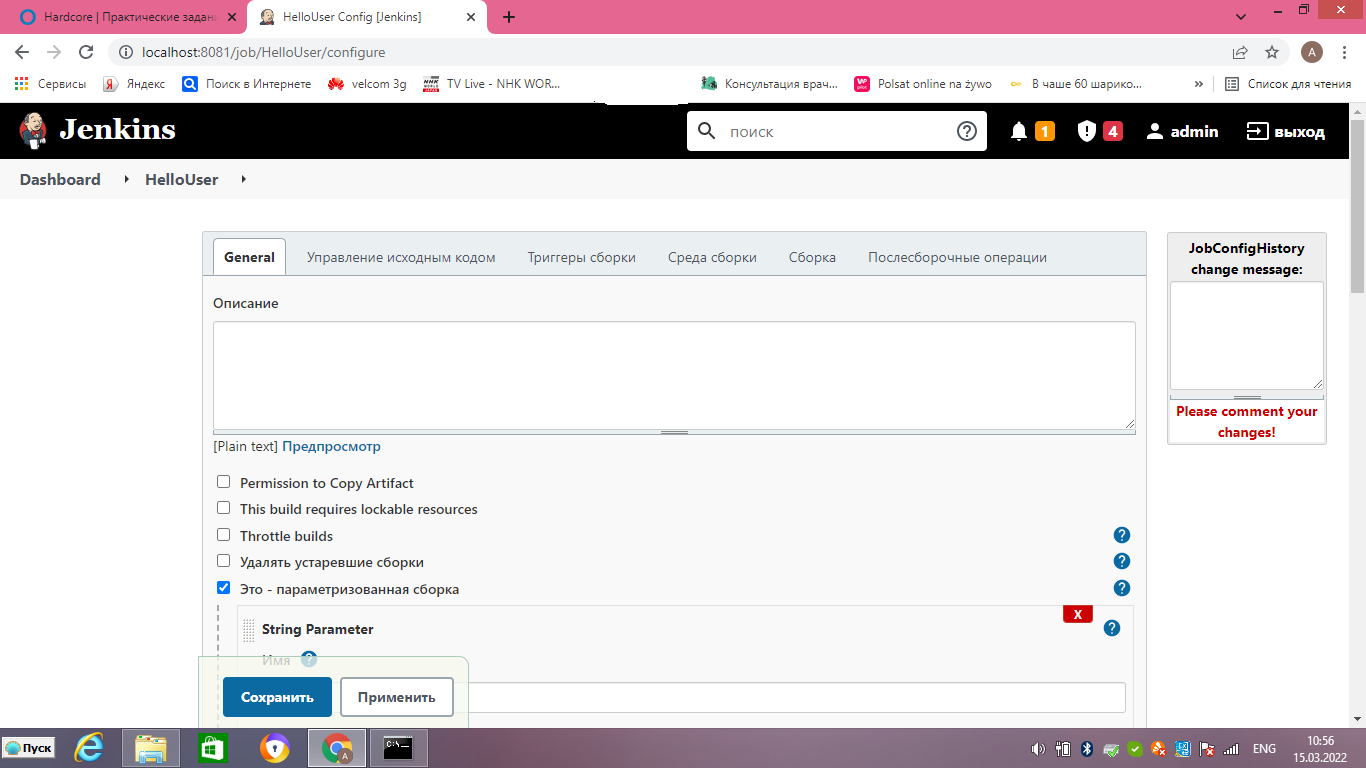 Hardcore | Практические задани
HelloUser Config [Jenkins]
localhost:8081/job/HelloUser/configure
A
Сервисы
Яндекс
Поиск в Интернете
velcom 3g
TV Live - NHK WOR...
Консультация врач...
Polsat online na żywo
В чаше 60 шарико...
»
Список для чтения
Jenkins
поиск
1
4
admin
выход
Dashboard
HelloUser
General
Управление исходным кодом
Триггеры сборки
Среда сборки
Сборка
Послесборочные операции
JobConfigHistory
change message:
Please comment your
changes!
Описание
[Plain text] Предпросмотр
Permission to Copy Artifact
This build requires lockable resources
Throttle builds
Удалять устаревшие сборки
Это - параметризованная сборка
X
String Parameter
Имя
Сохранить
Применить
Пуск
ENG
10:56
15.03.2022